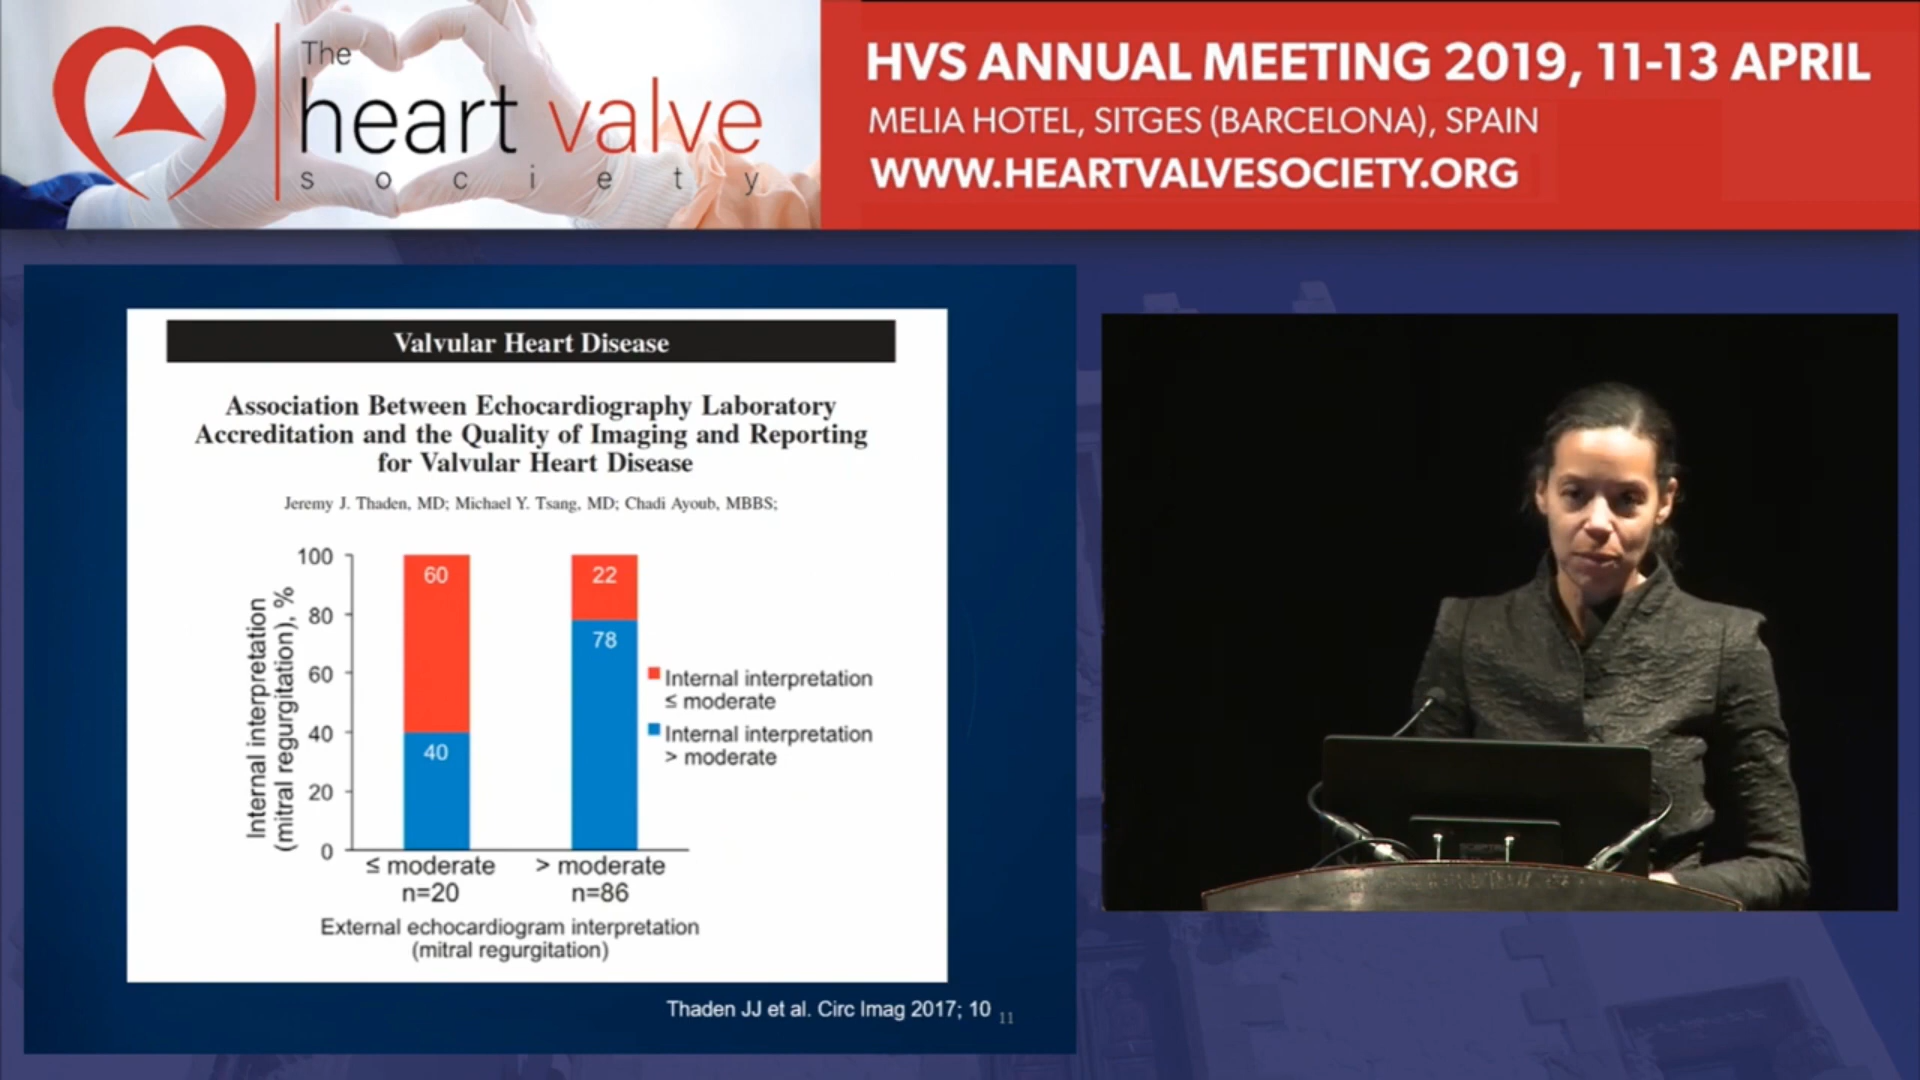 The
heart valve
society
HVS ANNUAL MEETING 2019, 11-13 APRIL
MELIA HOTEL, SITGES (BARCELONA), SPAIN
WWW.HEARTVALVESOCIETY.ORG
Valvular Heart Disease
Association Between Echocardiography Laboratory
Accreditation and the Quality of Imaging and Reporting
for Valvular Heart Disease
Jeremy J. Thaden, MD; Michael Y. Tsang, MD; Chadi Ayoub, MBBS;
Internal interpretation
(mitral regurgitation), %
100
80
60
40
20
0
60
40
22
78
Internal interpretation
≤ moderate
Internal interpretation
> moderate
≤ moderate
n=20
> moderate
n=86
External echocardiogram interpretation
(mitral regurgitation)
Thaden JJ et al. Circ Imag 2017; 10
11